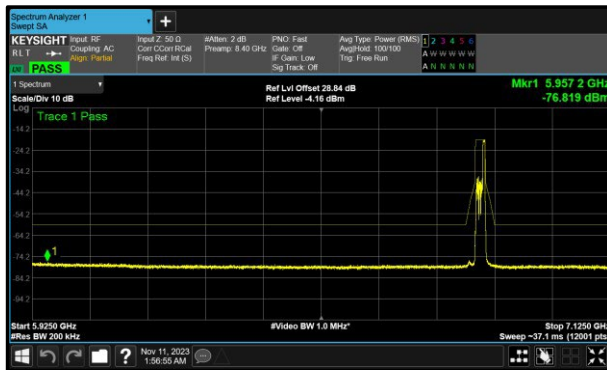 Spectrum Analyzer 1
Swept SA
+
KEYSIGHT
RLT
LXI PASS
Input: RF
Coupling: AC
Align: Partial
Input Z: 50 Ω
Corr CCorr RCal
Freq Ref: Int (S)
#Atten: 2 dB
Preamp: 8.40 GHz
PNO: Fast
Gate: Off
IF Gain: Low
Sig Track: Off
Avg Type: Power (RMS)
Avg|Hold: 100/100
Trig: Free Run
1 2 3 4 5 6
A W W W W W
A N N N N N
1 Spectrum
Scale/Div 10 dB
Ref Lvl Offset 28.84 dB
Ref Level -4.16 dBm
Mkr1 5.957 2 GHz
-76.819 dBm
Log
Trace 1 Pass
-14.2
-24.2
-34.2
-44.2
-54.2
-64.2
-74.2
1
-84.2
-94.2
Start 5.9250 GHz
#Video BW 1.0 MHz*
Stop 7.1250 GHz
#Res BW 200 kHz
Sweep ~37.1 ms (12001 pts)
?
Nov 11, 2023
1:56:55 AM